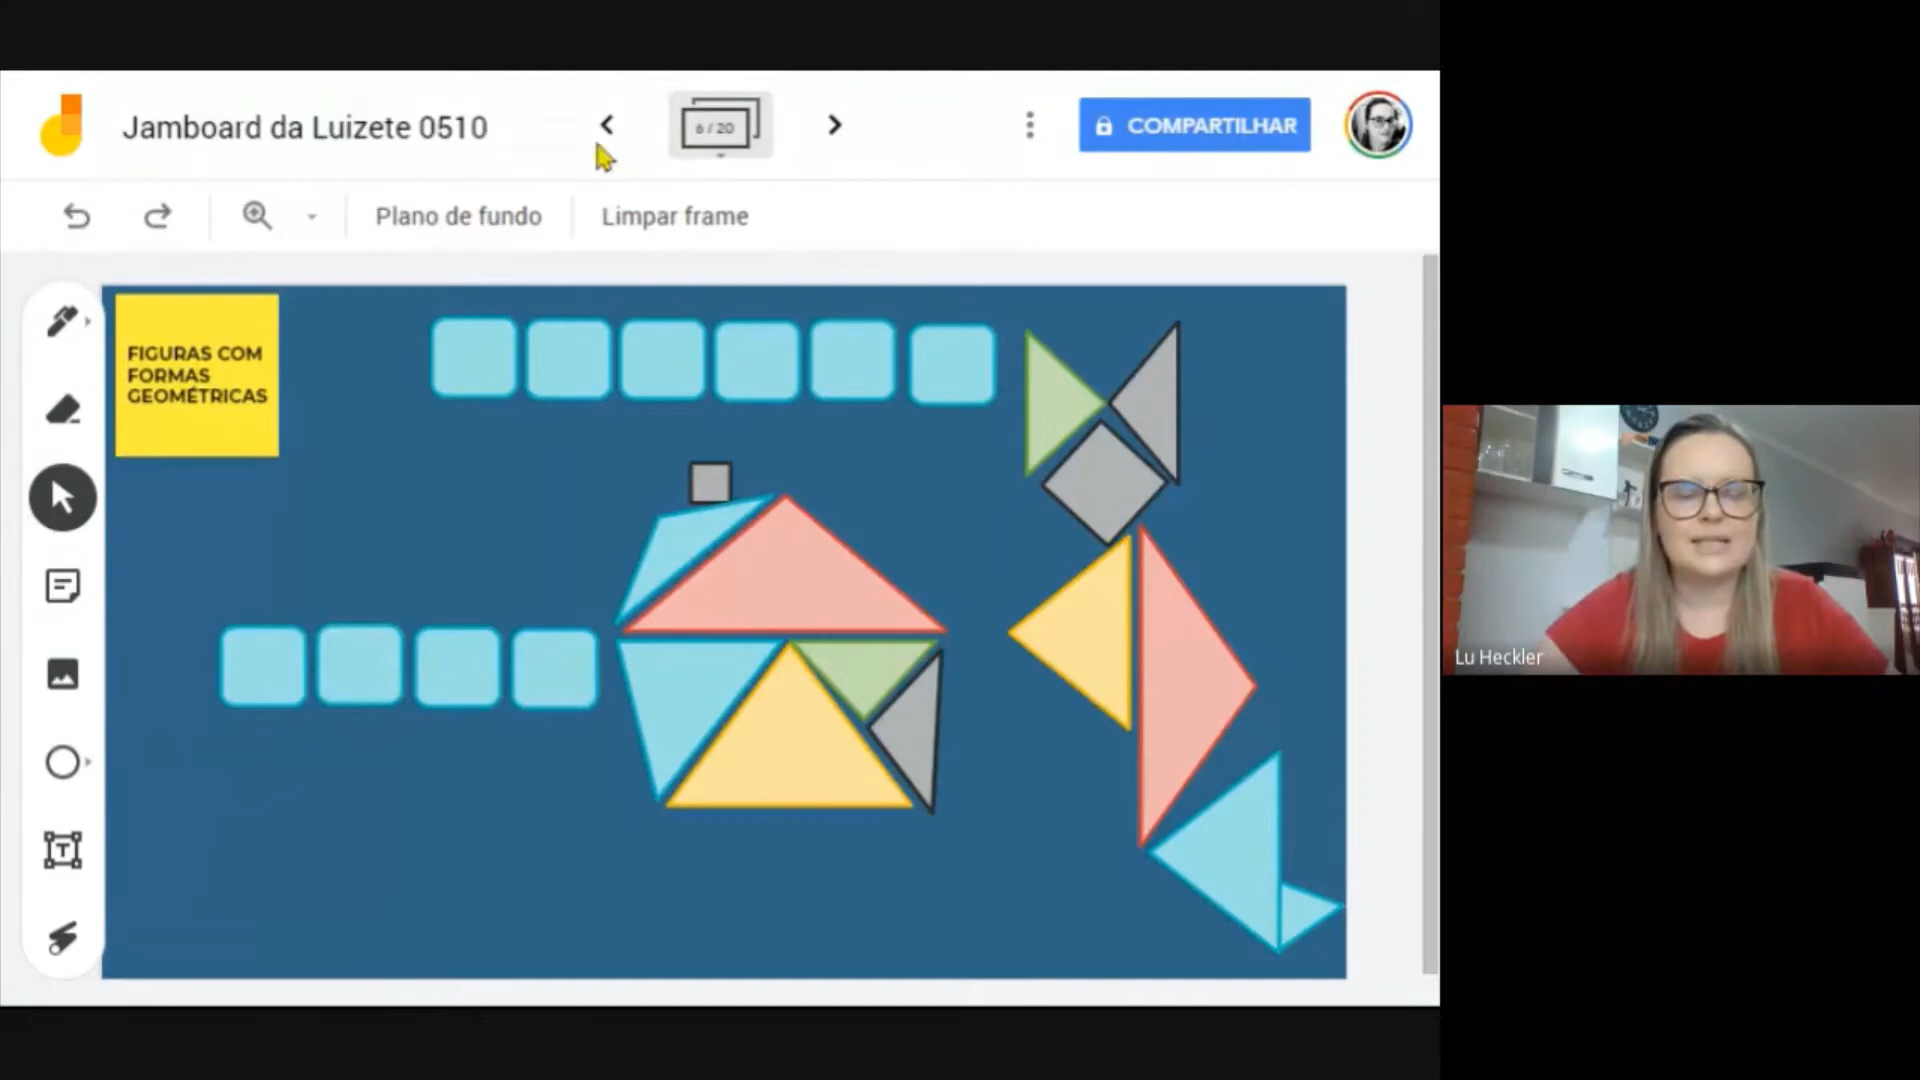 Jamboard da Luizete 0510
6 / 20
COMPARTILHAR
Plano de fundo
Limpar frame
FIGURAS COM
FORMAS
GEOMÉTRICAS
Lu Heckler